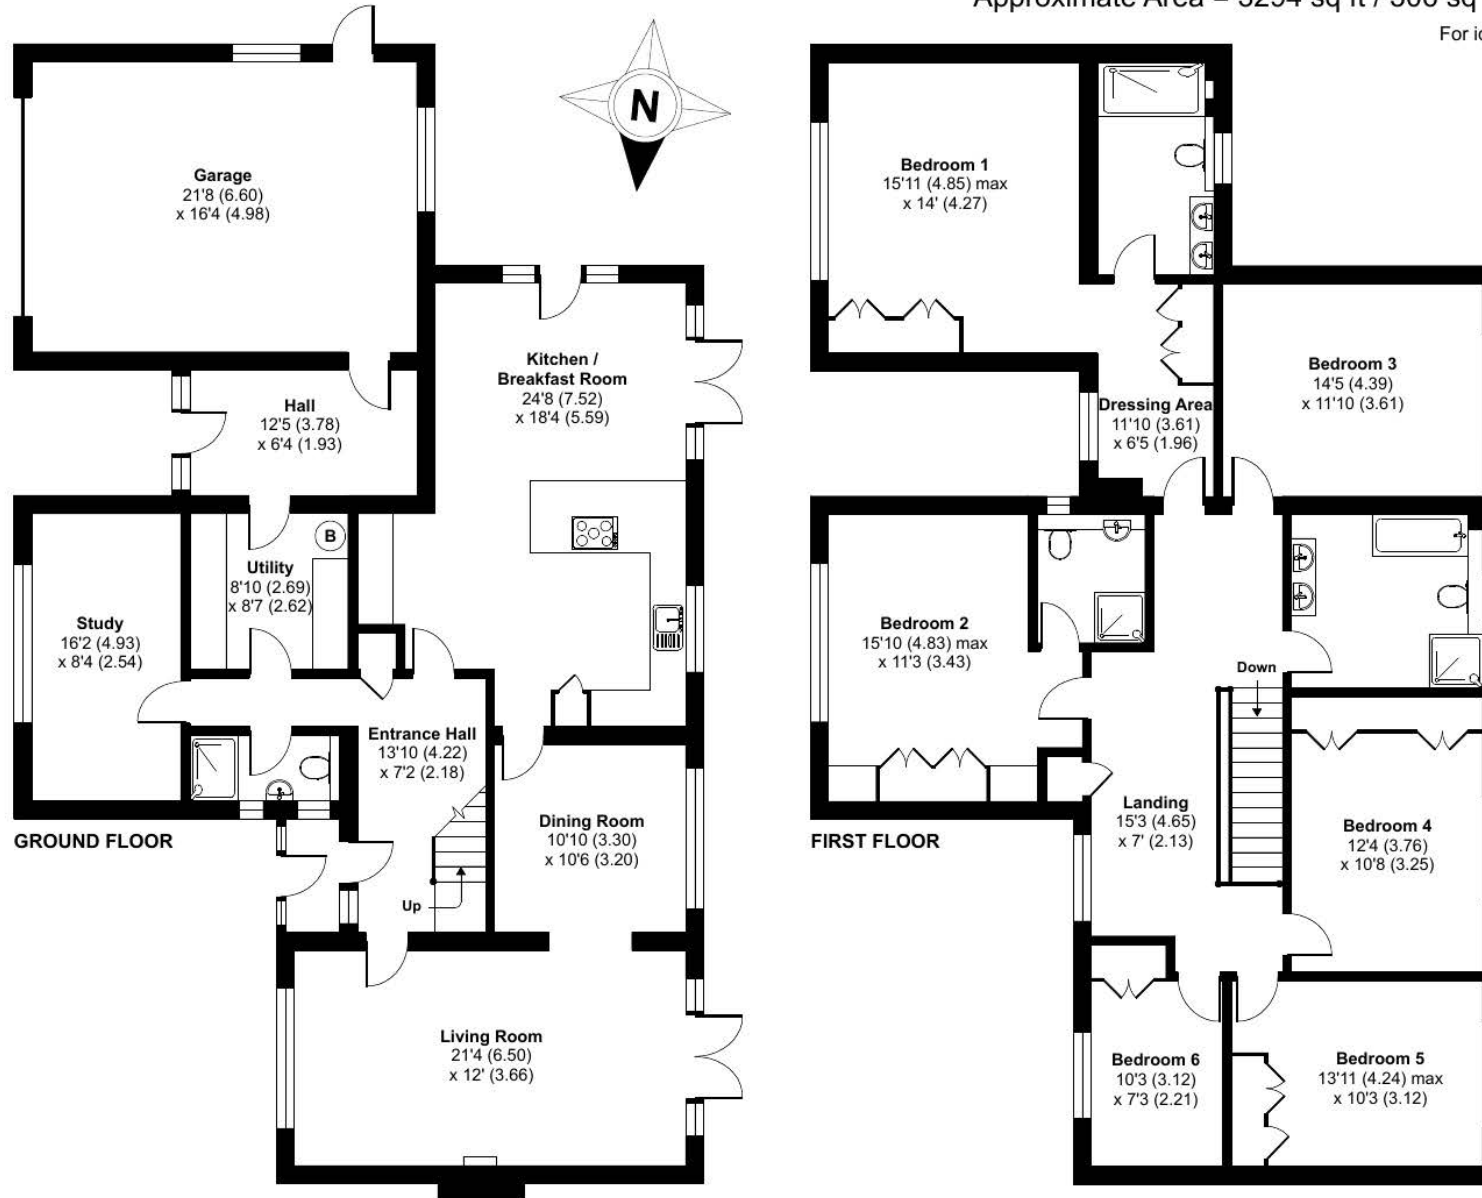 Approximate Area = 3294 sq ft / 306 sq
For
N
Garage
21'8 (6.60)
x 16'4 (4.98)
Hall
12'5 (3.78)
x 6'4 (1.93)
Kitchen /
Breakfast Room
24'8 (7.52)
x 18'4 (5.59)
Utility
8'10 (2.69)
x 8'7 (2.62)
B
Study
16'2 (4.93)
x 8'4 (2.54)
Entrance Hall
13'10 (4.22)
x 7'2 (2.18)
Dining Room
10'10 (3.30)
x 10'6 (3.20)
Up
Living Room
21'4 (6.50)
x 12' (3.66)
GROUND FLOOR
Bedroom 1
15'11 (4.85) max
x 14' (4.27)
Dressing Area
11'10 (3.61)
x 6'5 (1.96)
Bedroom 3
14'5 (4.39)
x 11'10 (3.61)
Bedroom 2
15'10 (4.83) max
x 11'3 (3.43)
Down
Landing
15'3 (4.65)
x 7' (2.13)
Bedroom 4
12'4 (3.76)
x 10'8 (3.25)
Bedroom 6
10'3 (3.12)
x 7'3 (2.21)
Bedroom 5
13'11 (4.24) max
x 10'3 (3.12)
FIRST FLOOR